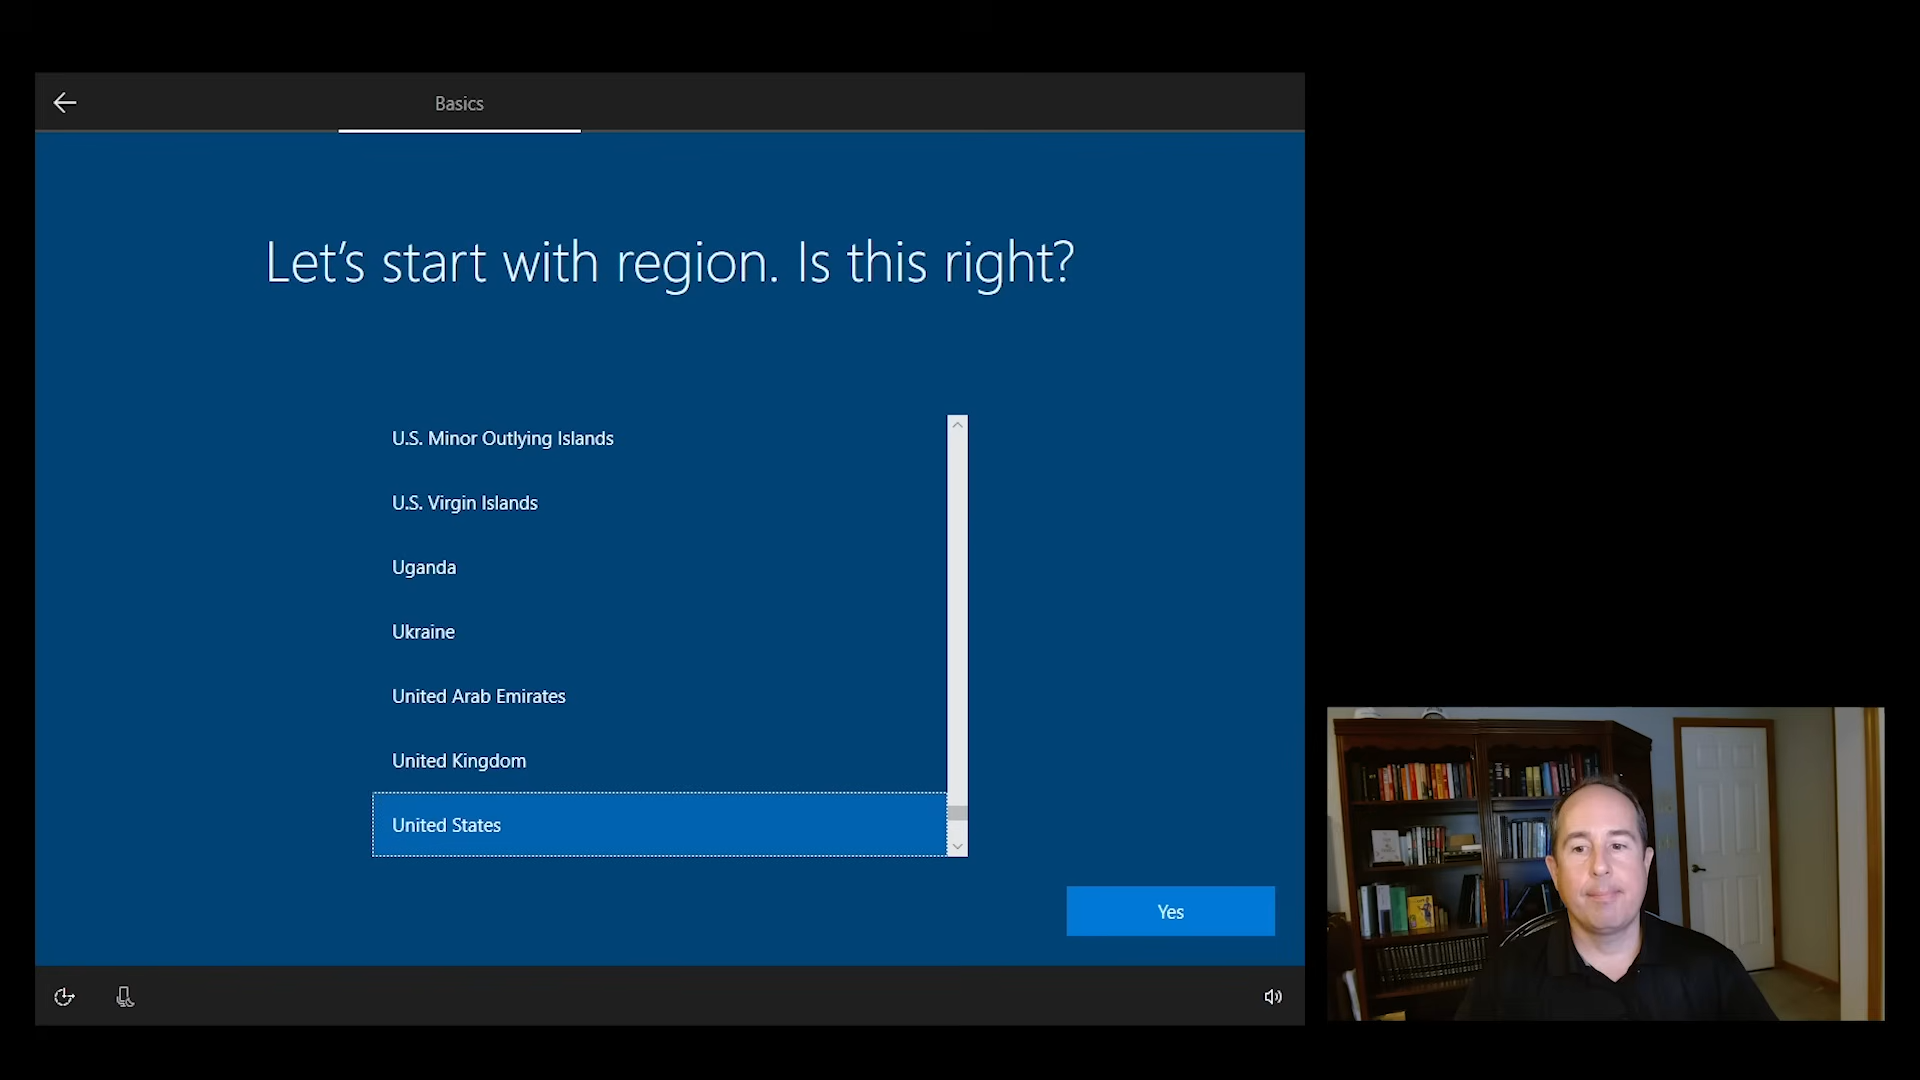 Basics
Let's start with region. Is this right?
U.S. Minor Outlying Islands
U.S. Virgin Islands
Uganda
Ukraine
United Arab Emirates
United Kingdom
United States
Yes